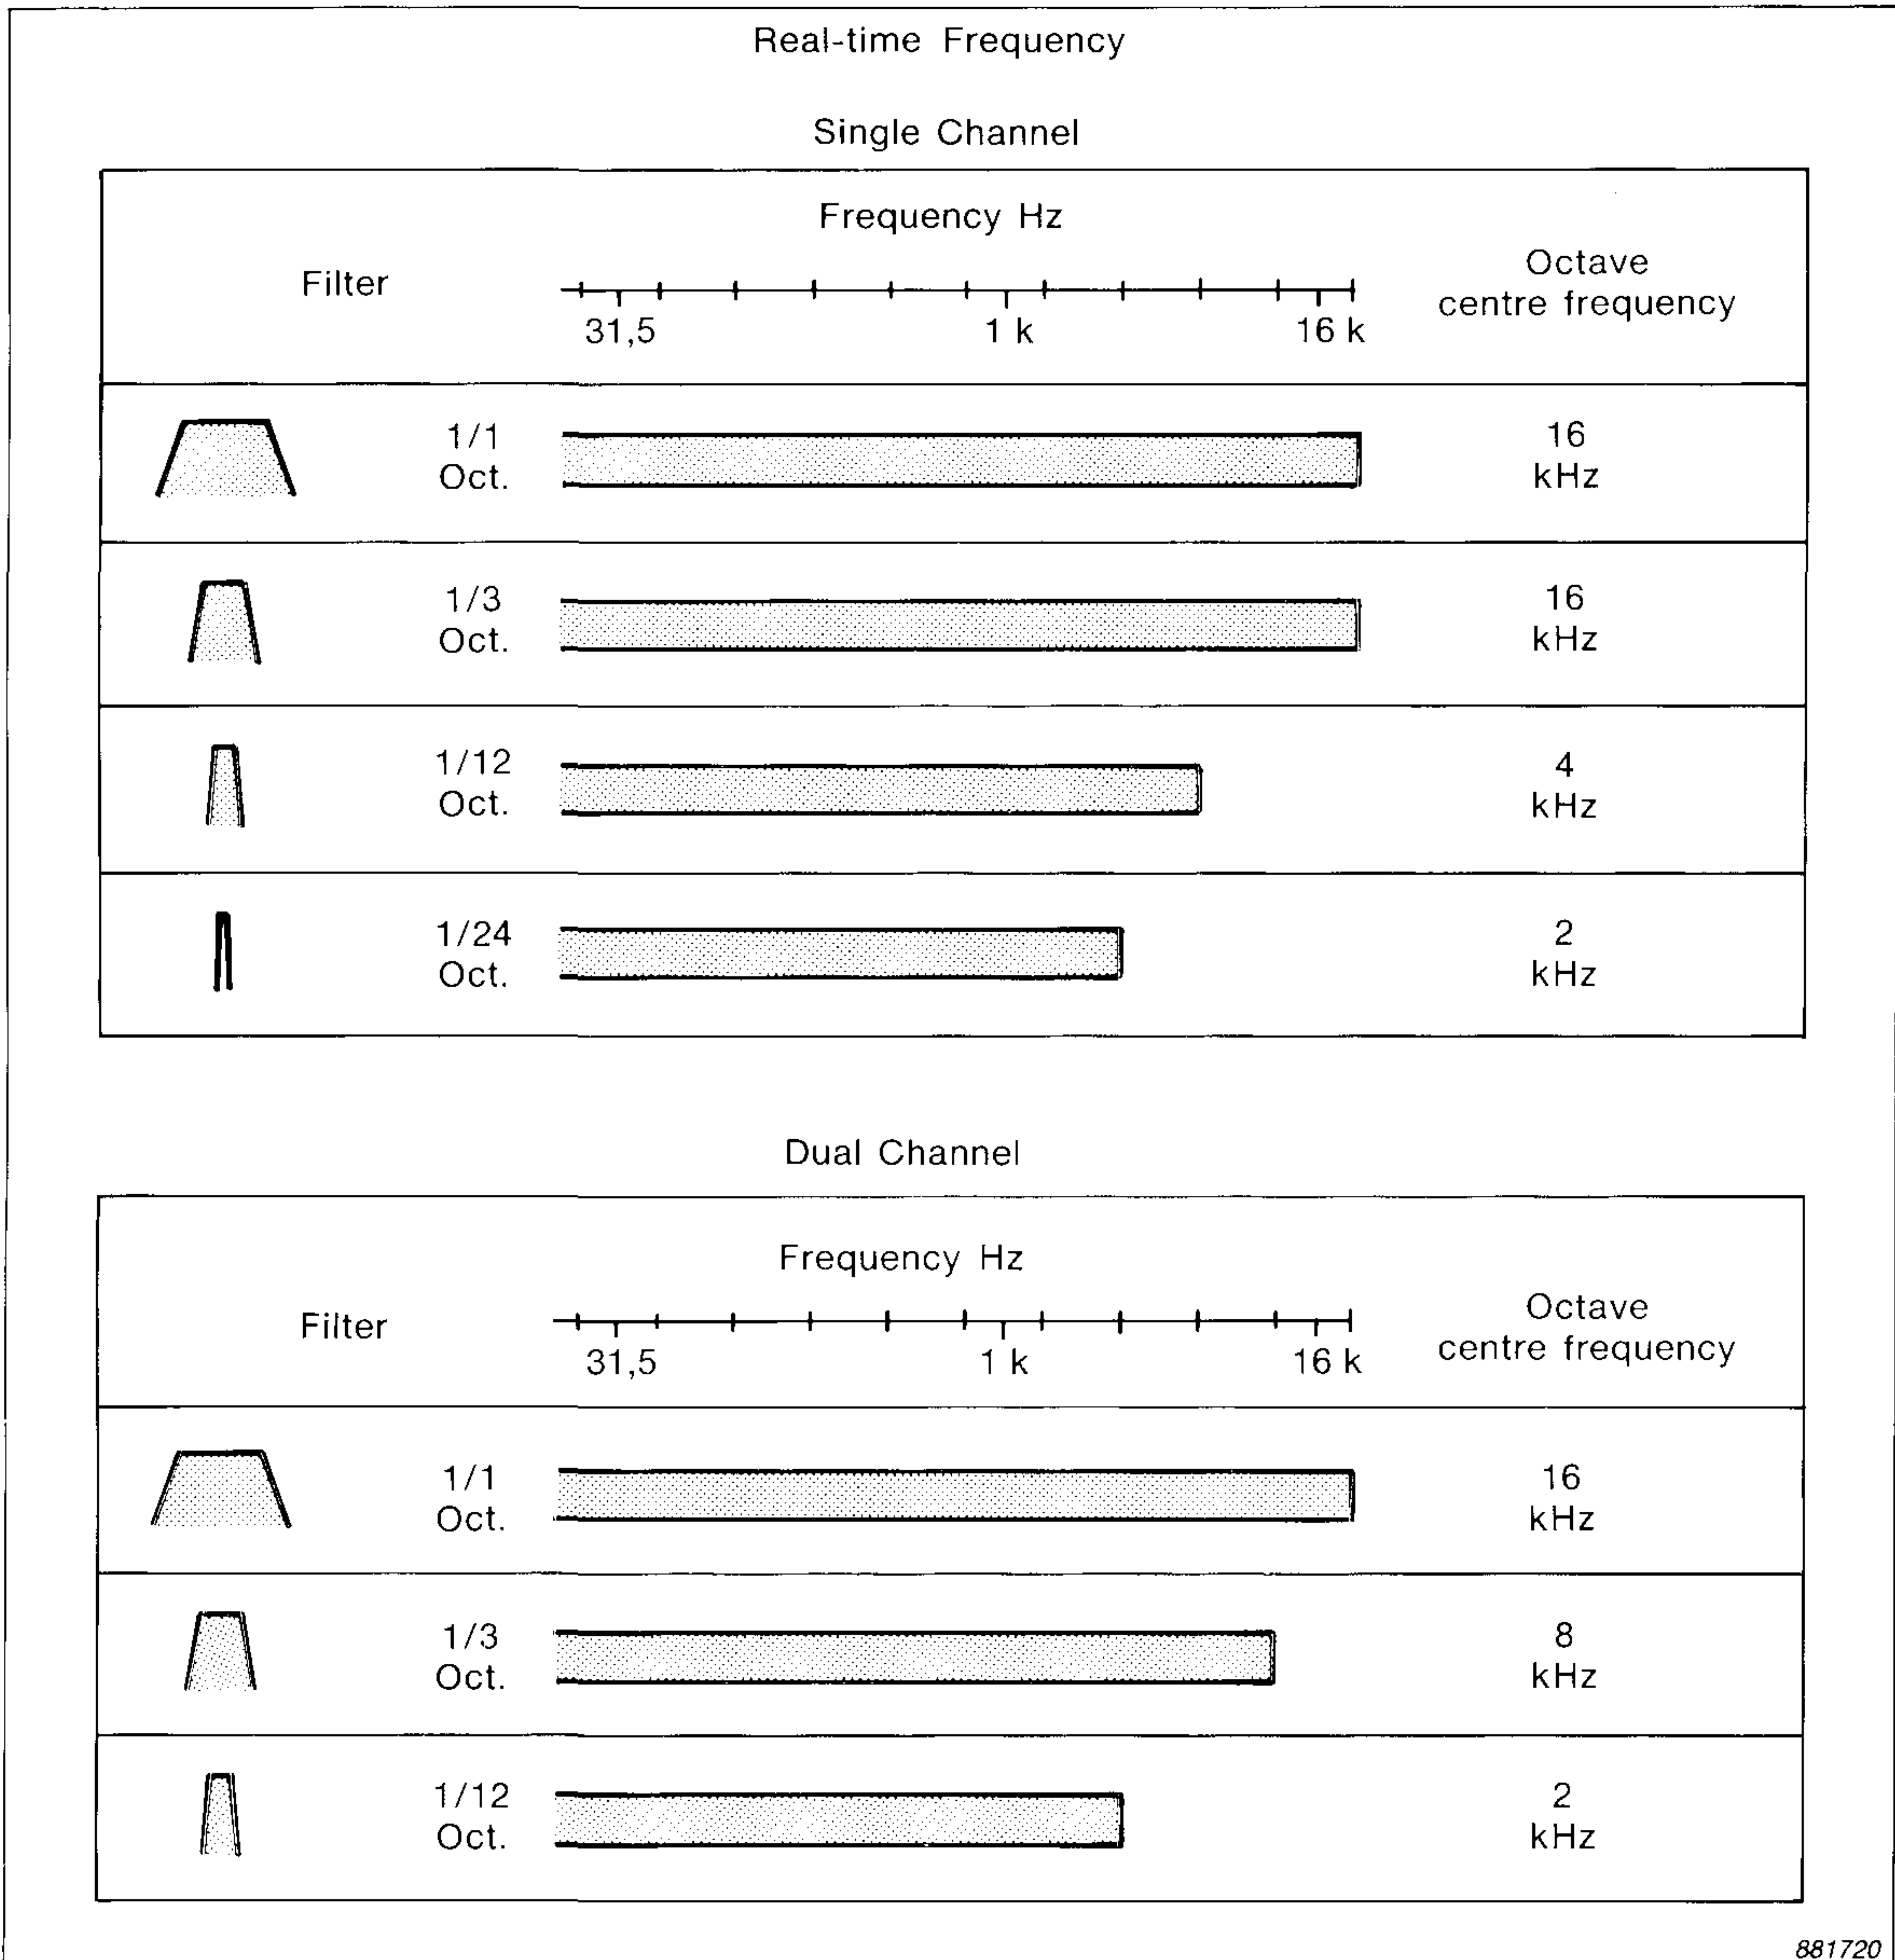 Real-time Frequency
Single Channel
Frequency Hz
Filter
31,5
1 k
16 k
Octave
centre frequency
1/1
Oct.
16
kHz
1/3
Oct.
16
kHz
1/12
Oct.
4
kHz
1/24
Oct.
2
kHz
Dual Channel
Frequency Hz
Filter
31,5
1 k
16 k
Octave
centre frequency
1/1
Oct.
16
kHz
1/3
Oct.
8
kHz
1/12
Oct.
2
kHz
881720